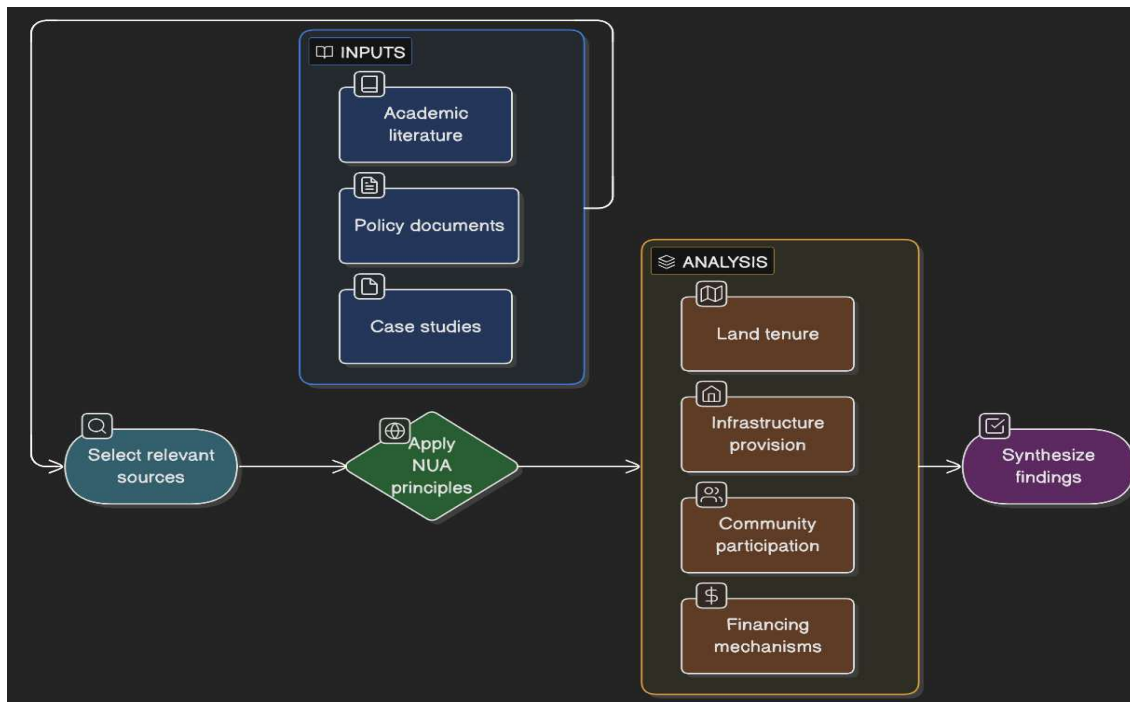 INPUTS
Academic
literature
Policy documents
Case studies
ANALYSIS
Land tenure
Infrastructure
provision
Community
participation
Financing
mechanisms
Select relevant
sources
Apply
NUA
principles
Synthesize
findings